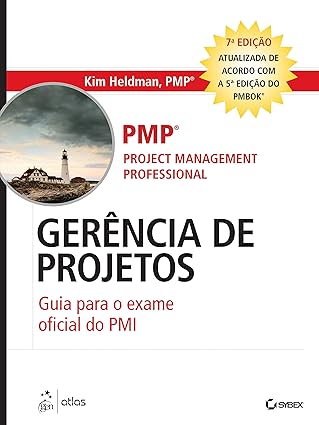 7ª EDIÇÃO
ATUALIZADA DE
ACORDO COM
A 5ª EDIÇÃO DO
PMBOK®
Kim Heldman, PMP®
PMP®
PROJECT MANAGEMENT
PROFESSIONAL
GERÊNCIA DE
PROJETOS
Guia para o exame
oficial do PMI
gen atlas
SYBEX